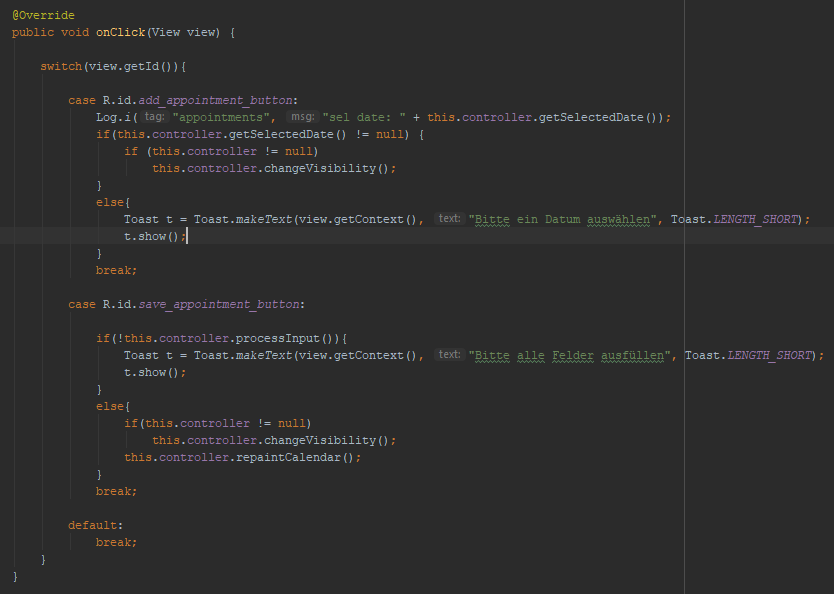 @Override
public void onClick(View view) {
switch(view.getId()){
case R.id.add_appointment_button:
Log.i( tag: "appointments", msg: "sel date: " + this.controller.getSelectedDate());
if(this.controller.getSelectedDate() != null) {
if (this.controller != null)
this.controller.changeVisibility();
}
else{
Toast t = Toast.makeText(view.getContext(), text: "Bitte ein Datum auswählen", Toast.LENGTH_SHORT);
t.show();
}
break;
case R.id.save_appointment_button:
if(!this.controller.processInput()){
Toast t = Toast.makeText(view.getContext(), text: "Bitte alle Felder ausfüllen", Toast.LENGTH_SHORT);
t.show();
}
else{
if(this.controller != null)
this.controller.changeVisibility();
this.controller.repaintCalendar();
}
break;
default:
break;
}
}